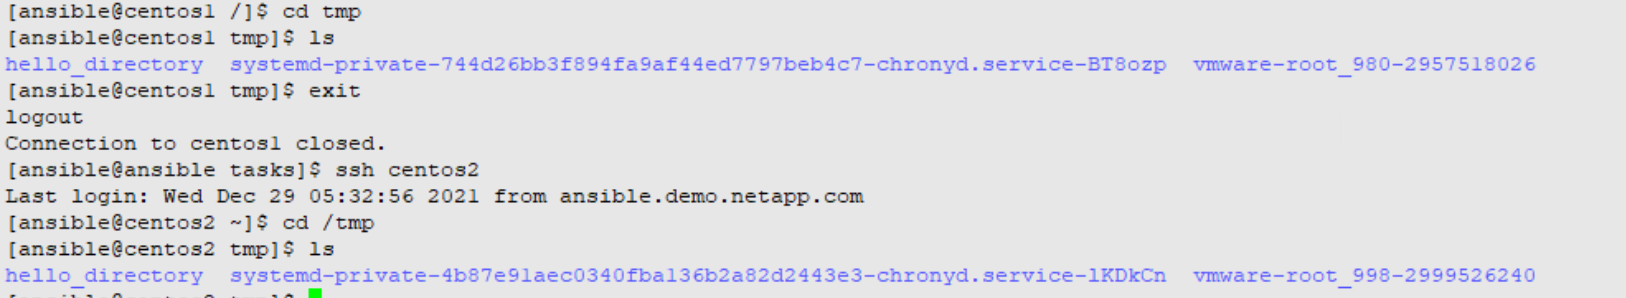 [ansible@centos1 /]$ cd tmp
[ansible@centos1 tmp]$ ls
hello_directory  systemd-private-744d26bb3f894fa9af44ed7797beb4c7-chronyd.service-BT8ozp  vmware-root_980-2957518026
[ansible@centos1 tmp]$ exit
logout
Connection to centos1 closed.
[ansible@ansible tasks]$ ssh centos2
Last login: Wed Dec 29 05:32:56 2021 from ansible.demo.netapp.com
[ansible@centos2 ~]$ cd /tmp
[ansible@centos2 tmp]$ ls
hello_directory  systemd-private-4b87e91aec0340fba136b2a82d2443e3-chronyd.service-lKDkCn  vmware-root_998-2999526240